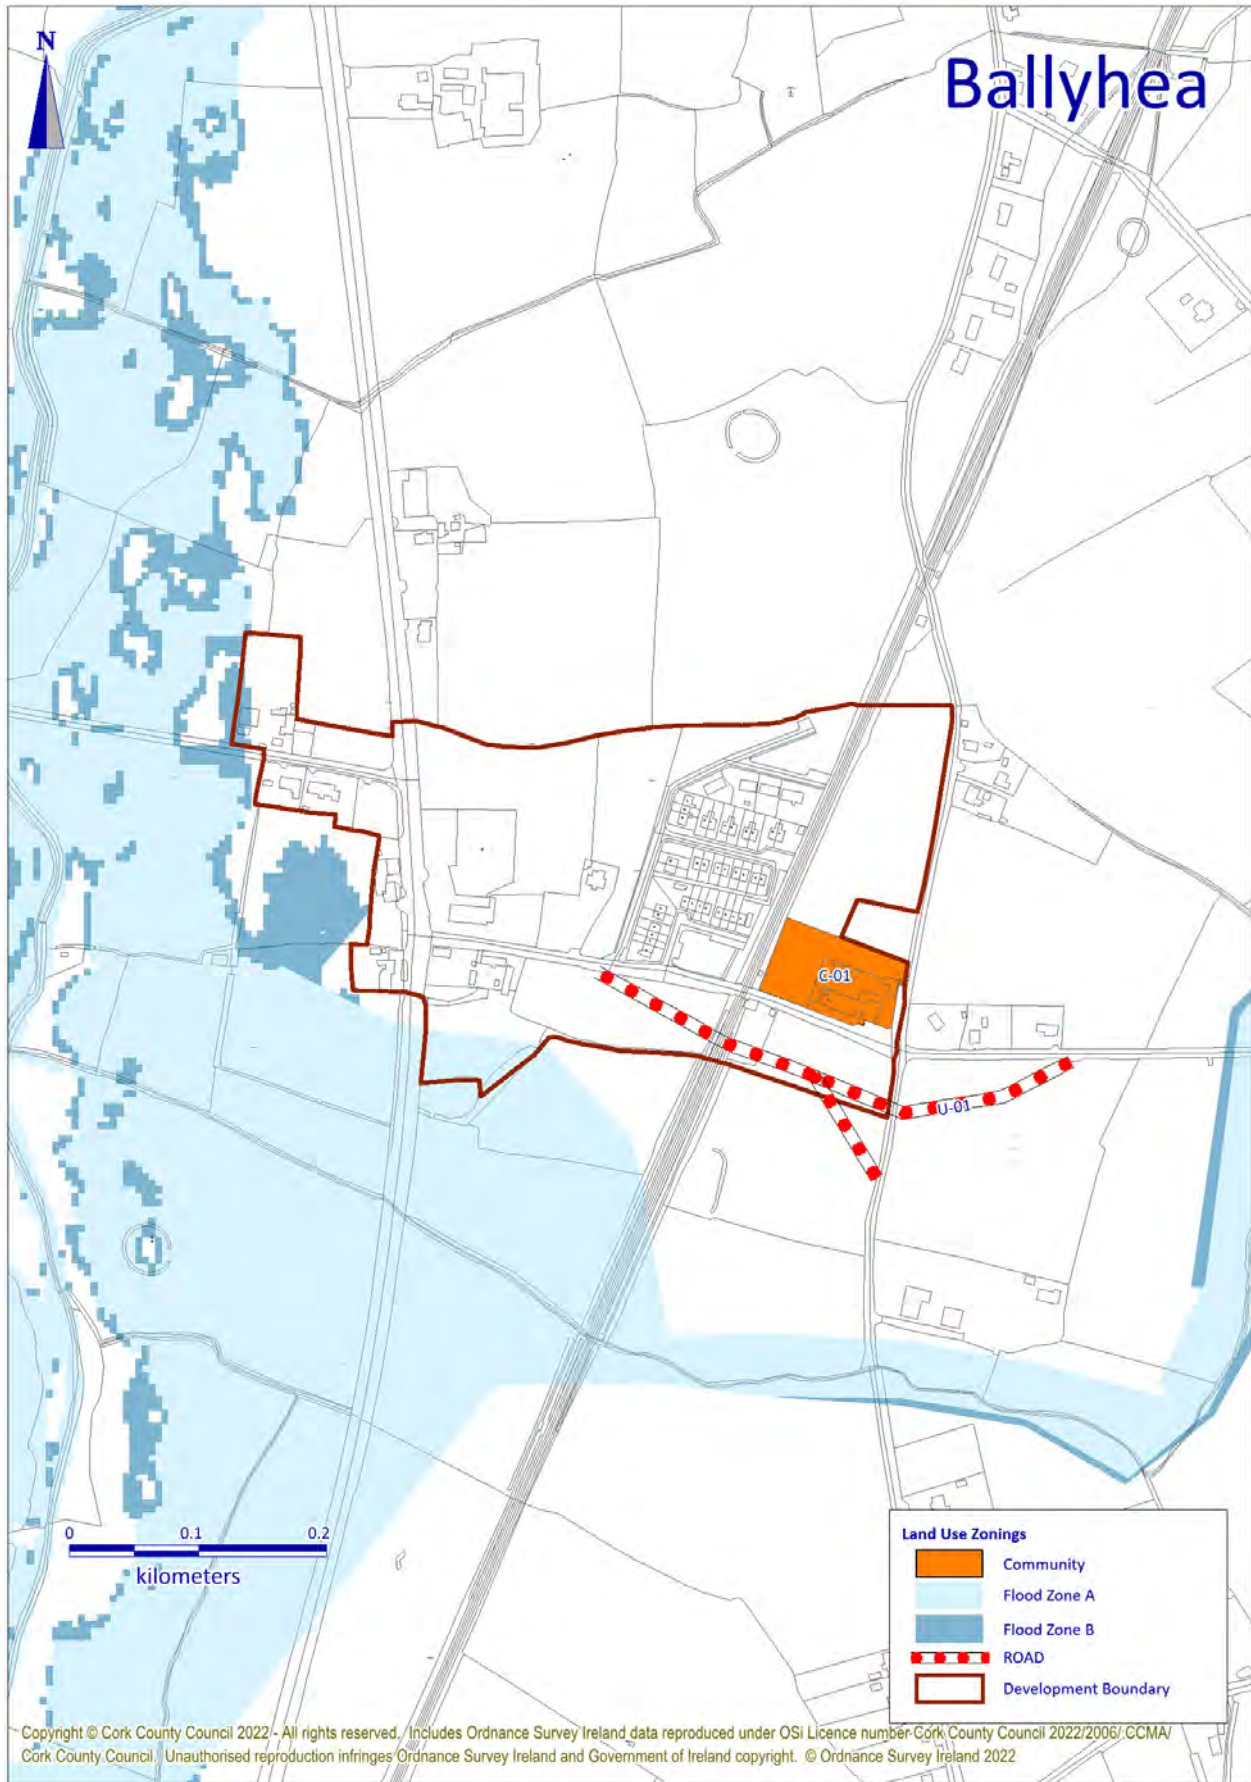 N
Ballyhea
C-01
U-01
0 0.1 0.2
kilometers
Land Use Zonings
Community
Flood Zone A
Flood Zone B
ROAD
Development Boundary
Copyright © Cork County Council 2022 - All rights reserved. Includes Ordnance Survey Ireland data reproduced under OSi Licence number Cork County Council 2022/2006/ CCMA/
Cork County Council. Unauthorised reproduction infringes Ordnance Survey Ireland and Government of Ireland copyright. © Ordnance Survey Ireland 2022